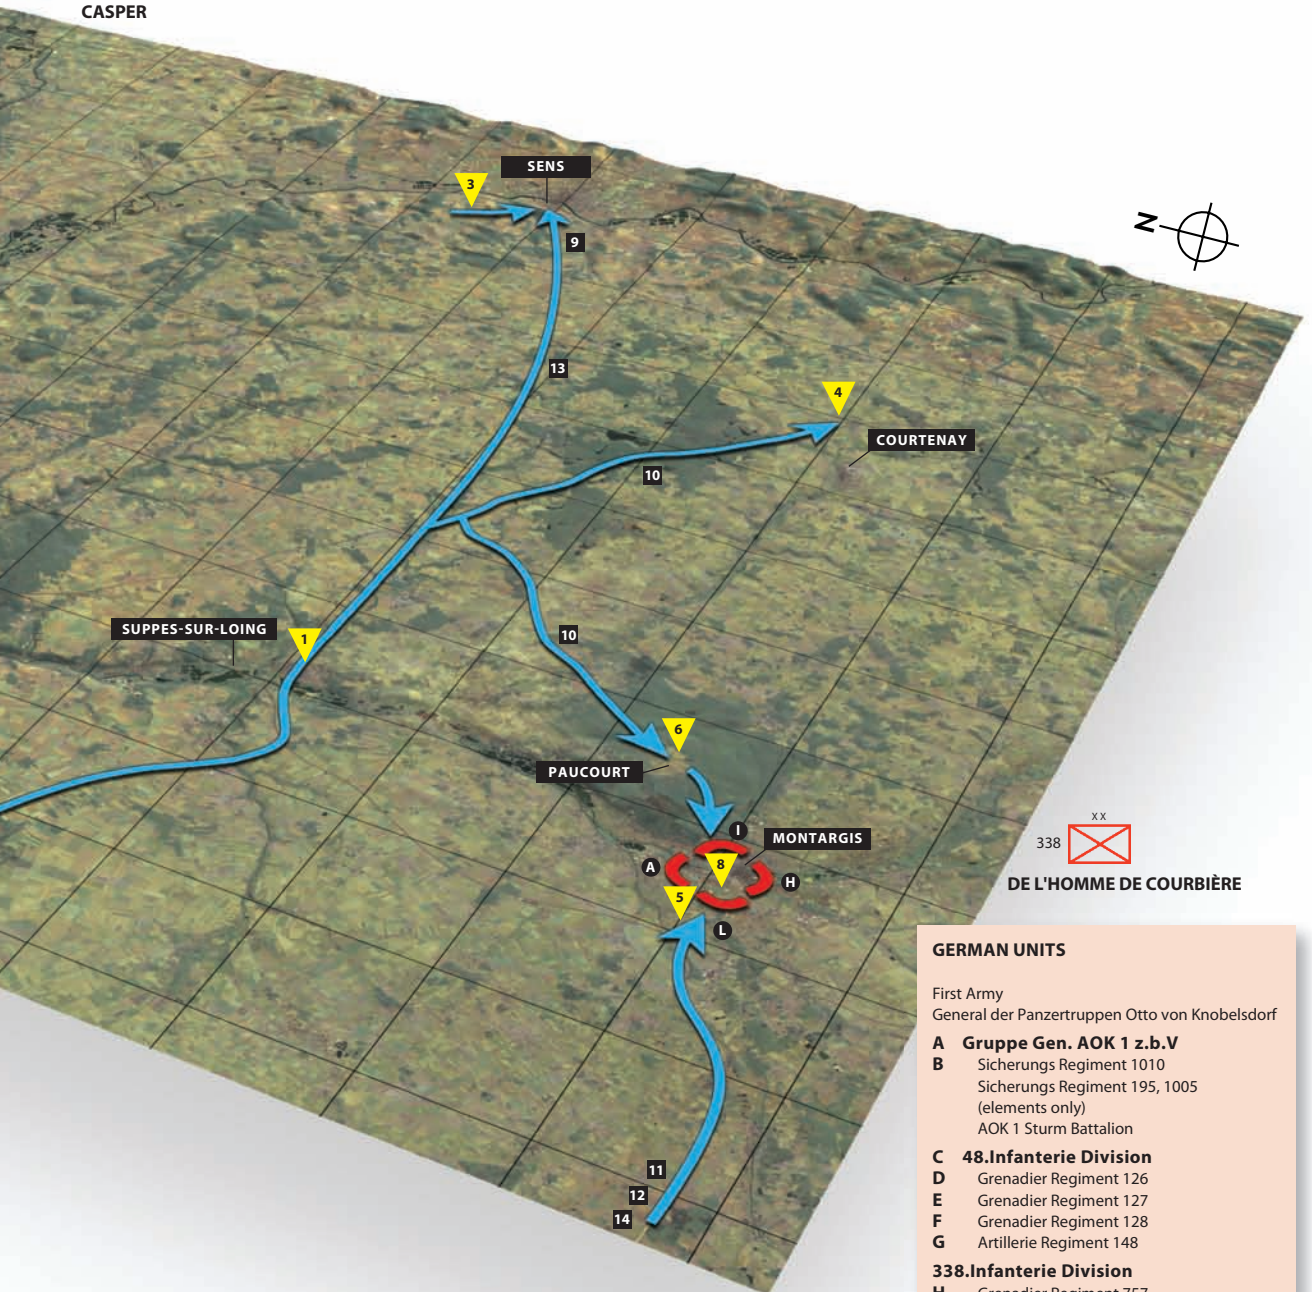 CASPER
SENS
3
9
N
13
4
COURTENAY
10
SUPPES-SUR-LOING
1
10
6
PAUCOURT
I
MONTARGIS
A
8
H
5
L
xx
338
DE L'HOMME DE COURBIÈRE
11
12
14
GERMAN UNITS
First Army
General der Panzertruppen Otto von Knobelsdorf
A Gruppe Gen. AOK 1 z.b.V
B Sicherungs Regiment 1010
Sicherungs Regiment 195, 1005
(elements only)
AOK 1 Sturm Battalion
C 48.Infanterie Division
D Grenadier Regiment 126
E Grenadier Regiment 127
F Grenadier Regiment 128
G Artillerie Regiment 148
338.Infanterie Division
H Grenadier Regiment 757